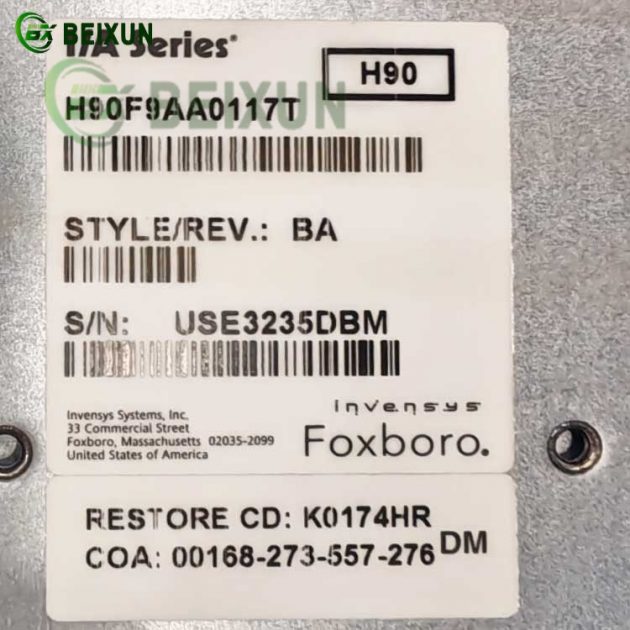 BEIXUN
I/A Series®
H90
H90F9AA0117T
BEIXUN
STYLE/REV.: BA
S/N: USE3235DBM
Invensys Systems, Inc.
33 Commercial Street
Foxboro, Massachusetts 02035-2099
United States of America
invensys
Foxboro.
RESTORE CD: K0174HR
COA: 00168-273-557-276 DM